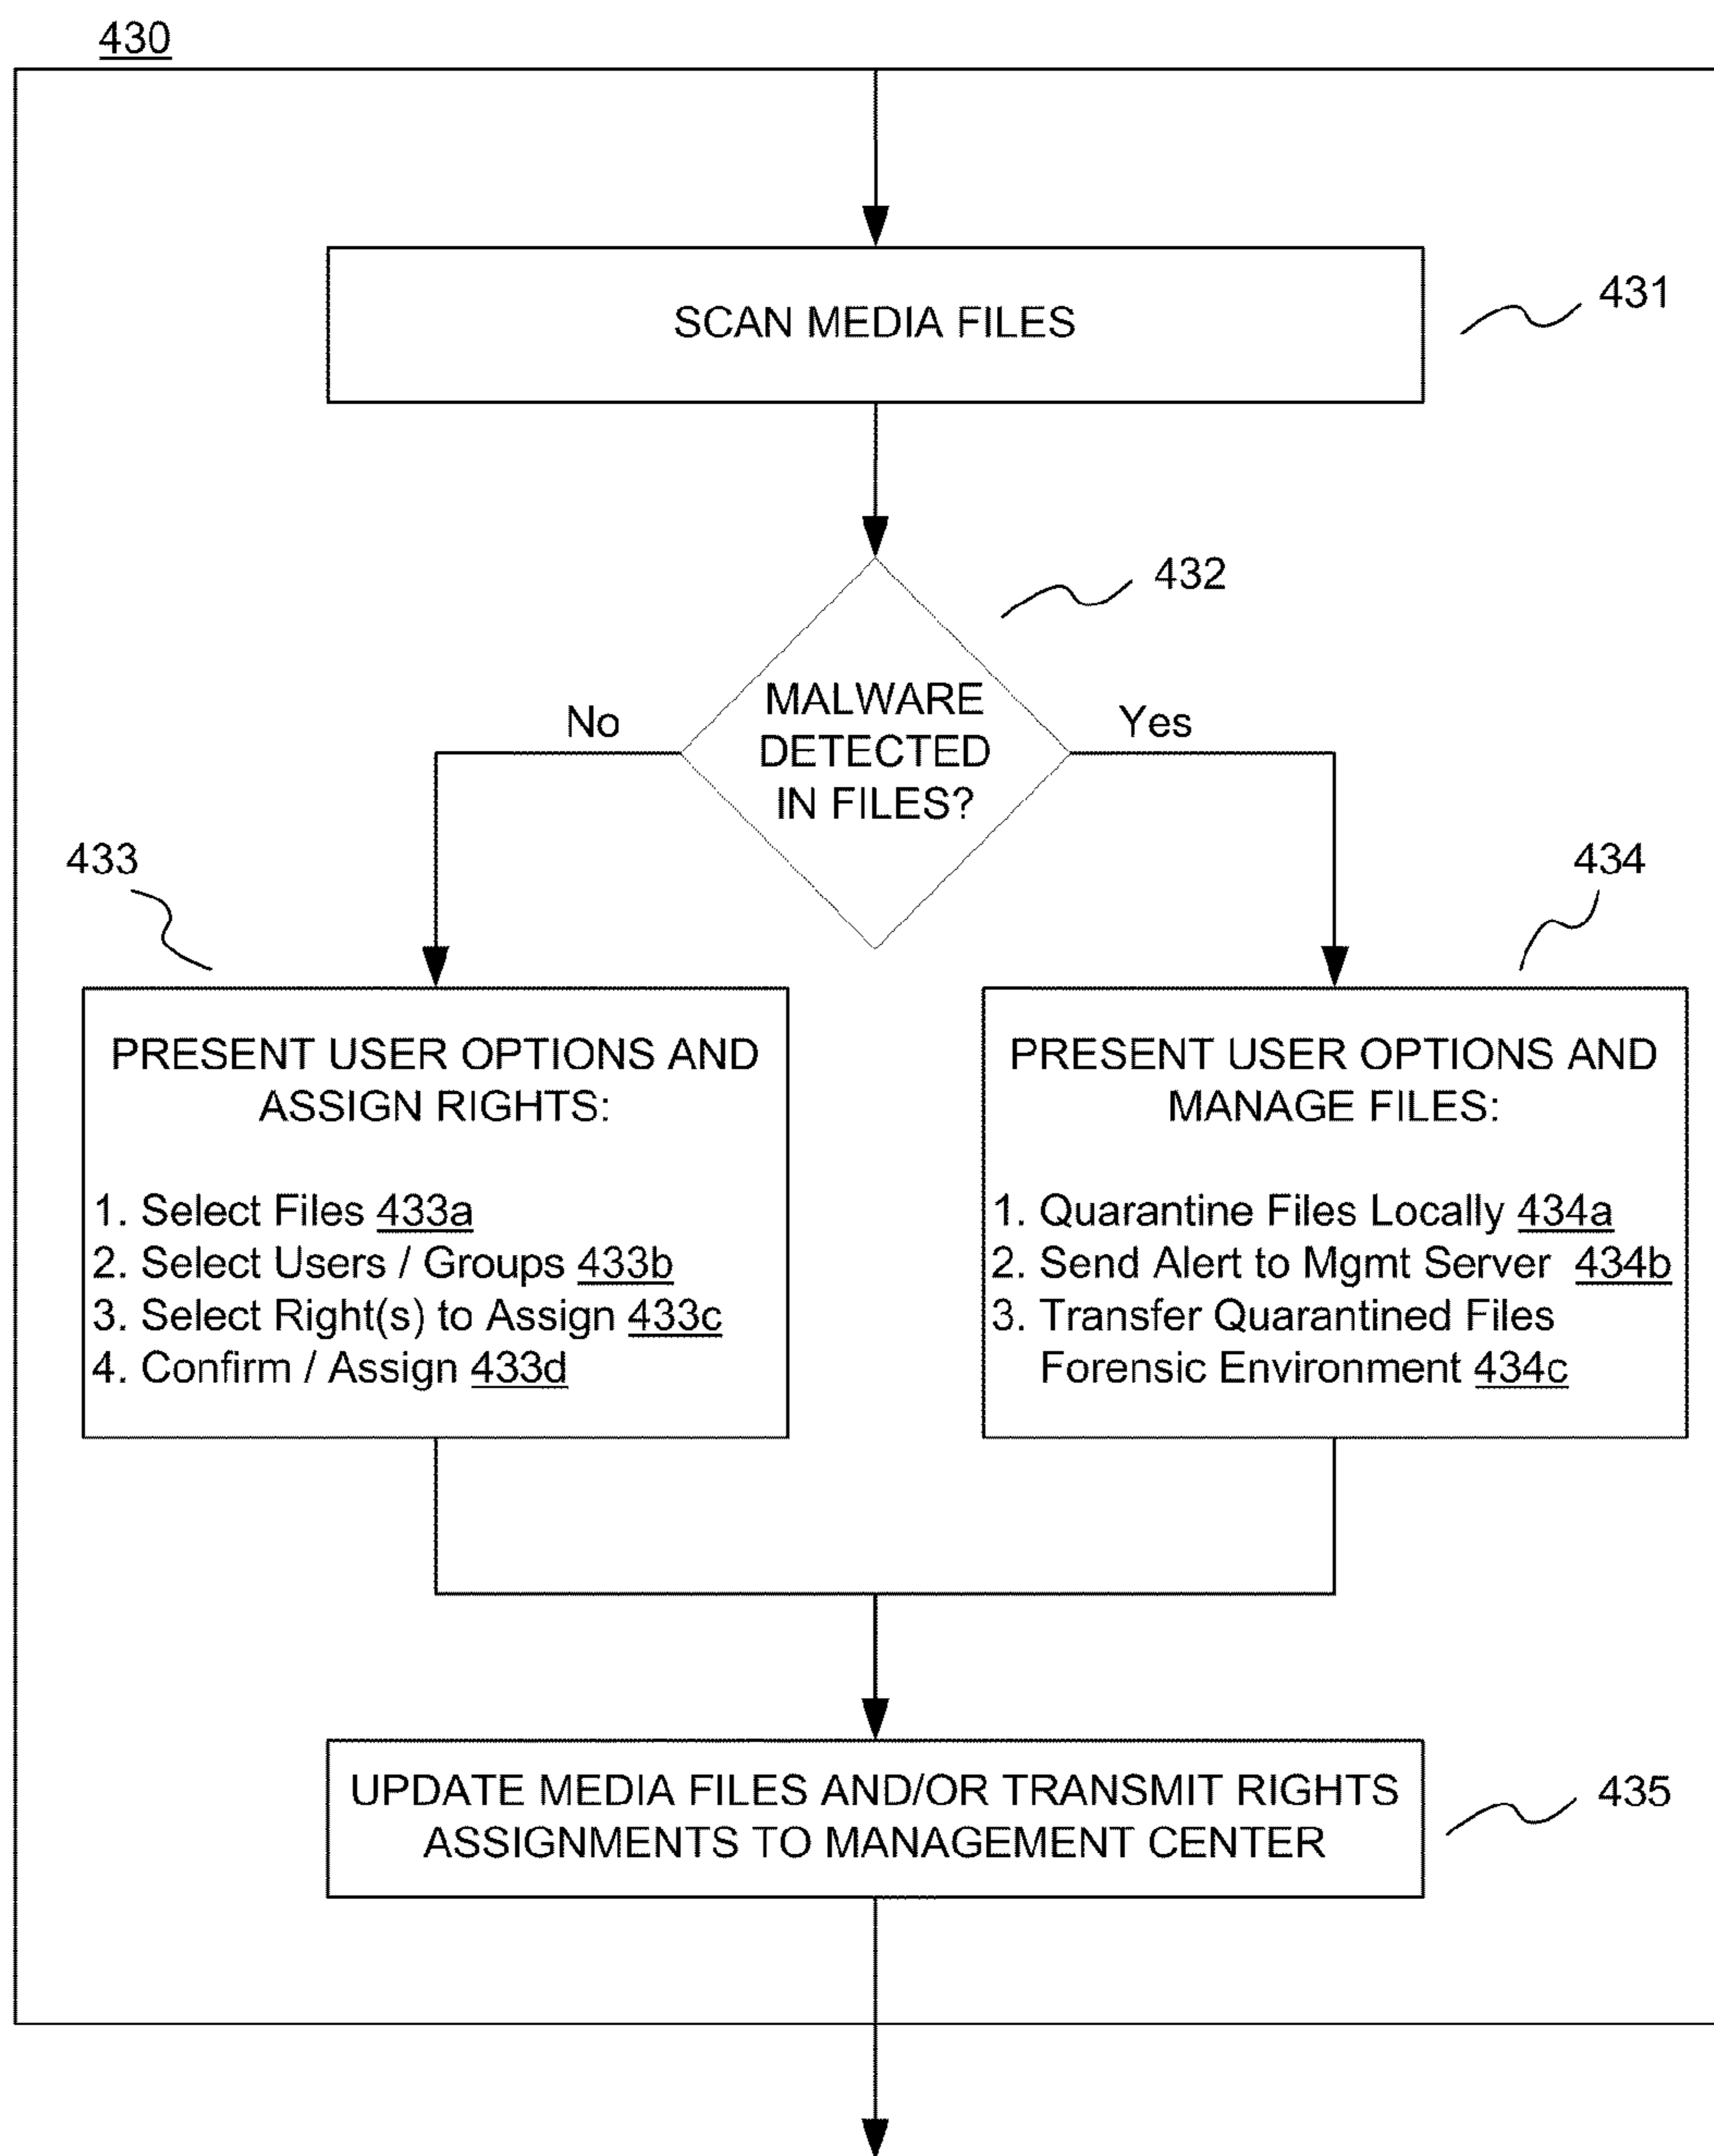 430
SCAN MEDIA FILES
431
432
MALWARE
DETECTED
IN FILES?
No
Yes
433
434
PRESENT USER OPTIONS AND
ASSIGN RIGHTS:
1. Select Files 433a
2. Select Users / Groups 433b
3. Select Right(s) to Assign 433c
4. Confirm / Assign 433d
PRESENT USER OPTIONS AND
MANAGE FILES:
1. Quarantine Files Locally 434a
2. Send Alert to Mgmt Server 434b
3. Transfer Quarantined Files
Forensic Environment 434c
UPDATE MEDIA FILES AND/OR TRANSMIT RIGHTS
ASSIGNMENTS TO MANAGEMENT CENTER
435